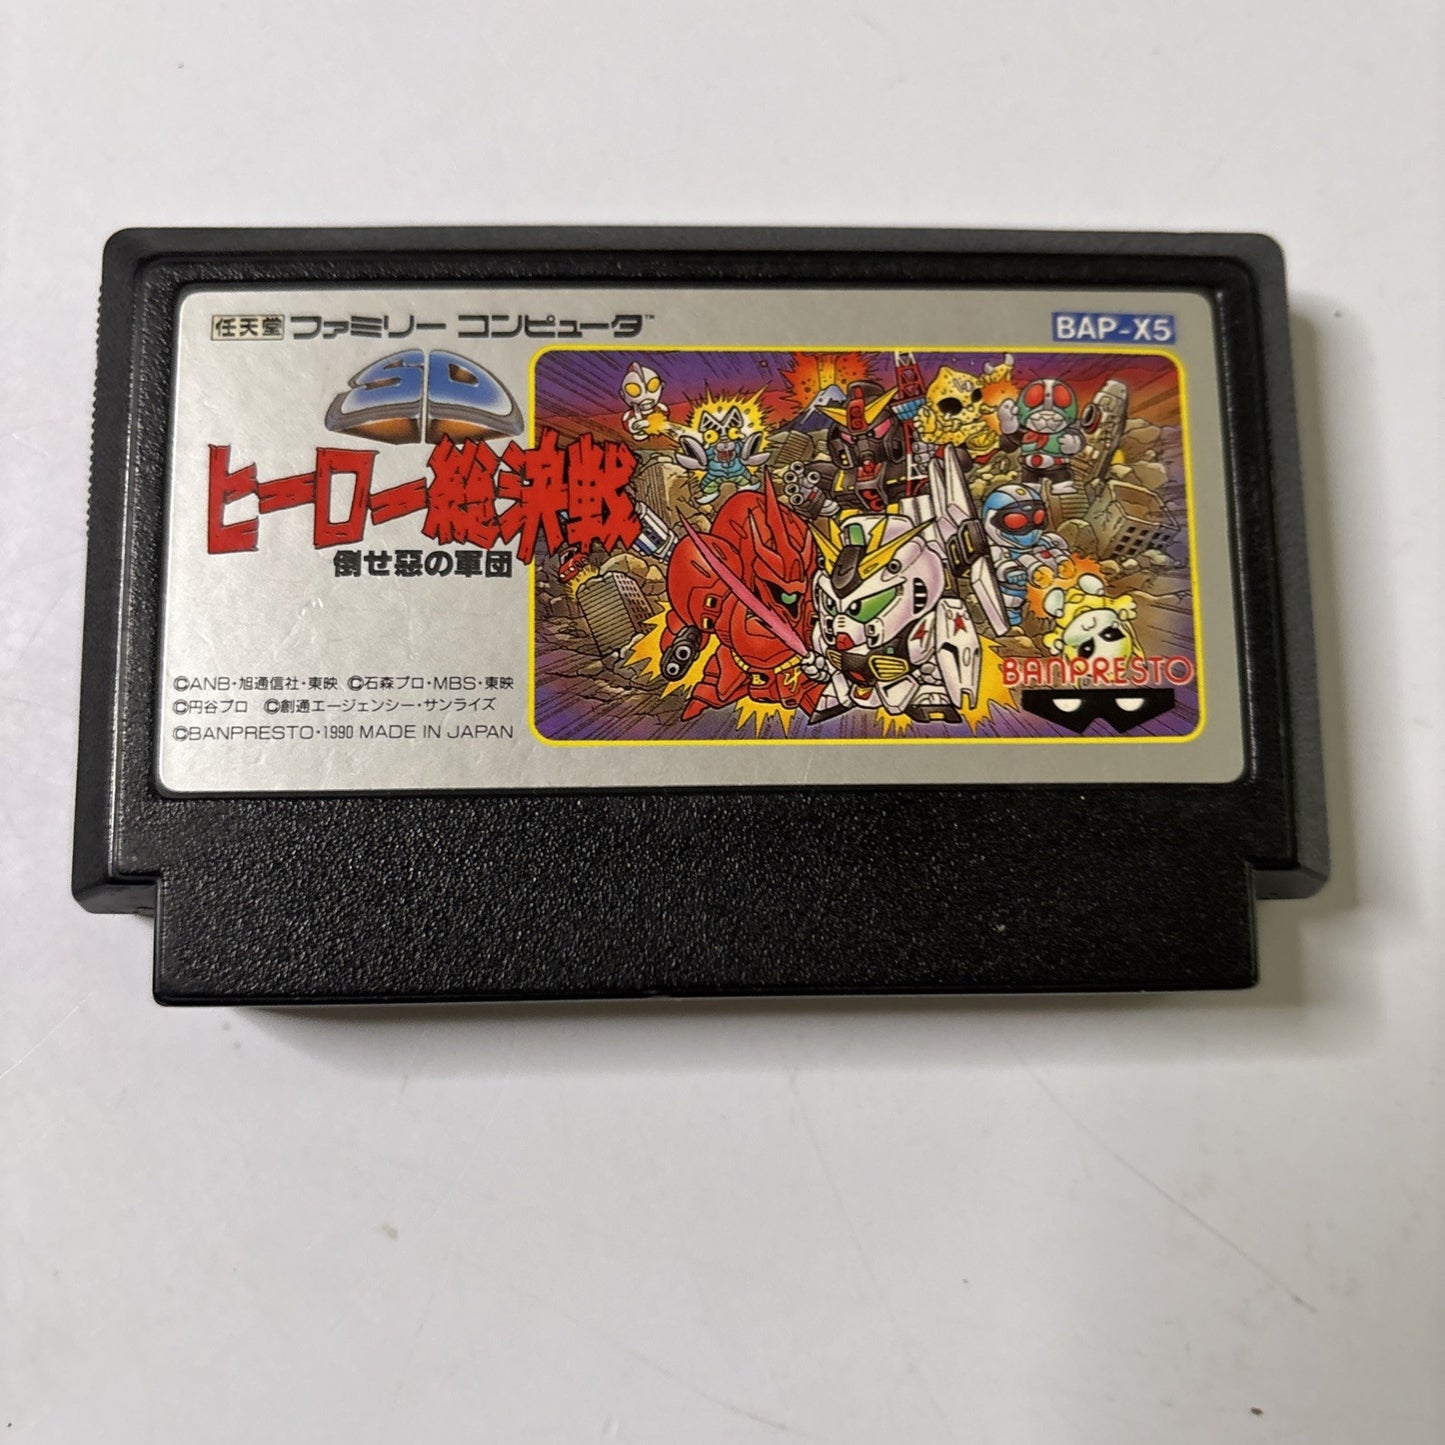 任天堂 ファミリー コンピュータ™
BAP-X5
SD
ヒーロー総決戦
倒せ悪の軍団
©ANB・旭通信社・東映 ©石森プロ・MBS・東映
©円谷プロ ©創通エージェンシー・サンライズ
©BANPRESTO・1990 MADE IN JAPAN
BANPRESTO